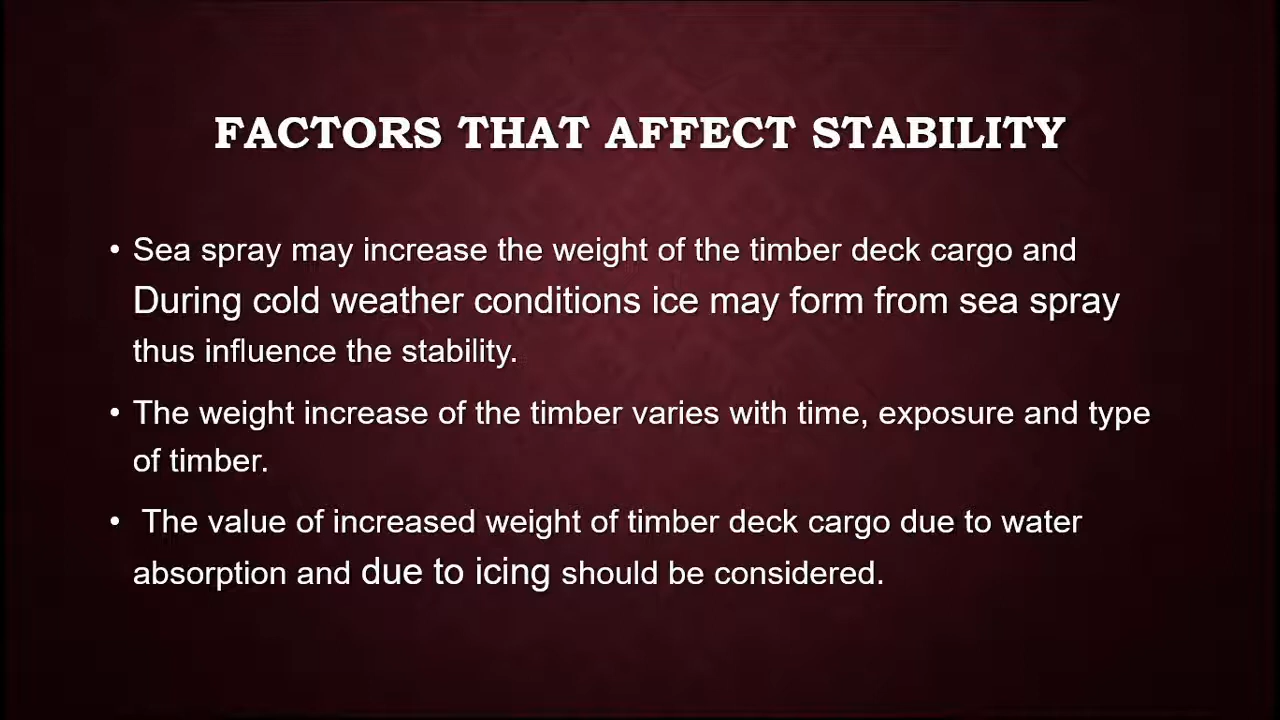 FACTORS THAT AFFECT STABILITY
• Sea spray may increase the weight of the timber deck cargo and
During cold weather conditions ice may form from sea spray
thus influence the stability.
• The weight increase of the timber varies with time, exposure and type
of timber.
• The value of increased weight of timber deck cargo due to water
absorption and due to icing should be considered.